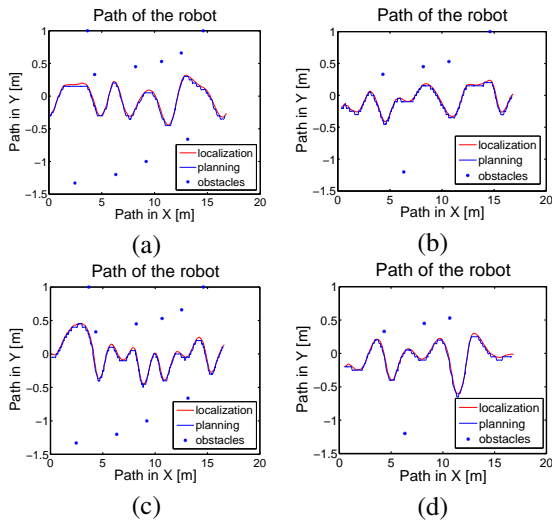 Path of the robot
1
0.5
0
−0.5
−1
−1.5
Path in Y [m]
localization
planning
obstacles
0 5 10 15 20
Path in X [m]
(a)
Path of the robot
1
0.5
0
−0.5
−1
−1.5
Path in Y [m]
localization
planning
obstacles
0 5 10 15 20
Path in X [m]
(b)
Path of the robot
1
0.5
0
−0.5
−1
−1.5
Path in Y [m]
localization
planning
obstacles
0 5 10 15 20
Path in X [m]
(c)
Path of the robot
1
0.5
0
−0.5
−1
−1.5
Path in Y [m]
localization
planning
obstacles
0 5 10 15 20
Path in X [m]
(d)